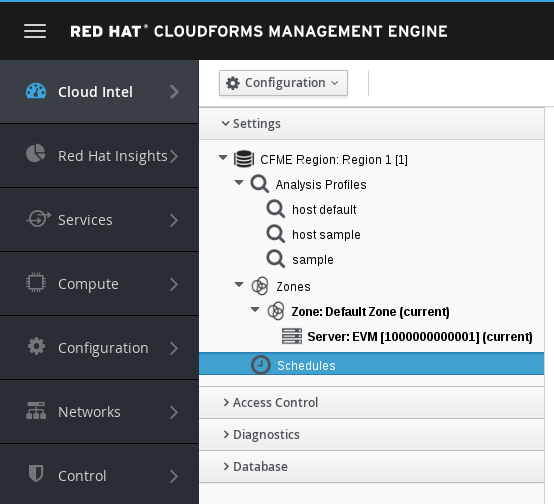 RED HAT® CLOUDFORMS MANAGEMENT ENGINE
Cloud Intel
Red Hat Insights
Services
Compute
Configuration
Networks
Control
Configuration
Settings
CFME Region: Region 1 [1]
Analysis Profiles
host default
host sample
sample
Zones
Zone: Default Zone (current)
Server: EVM [1000000000001] (current)
Schedules
Access Control
Diagnostics
Database